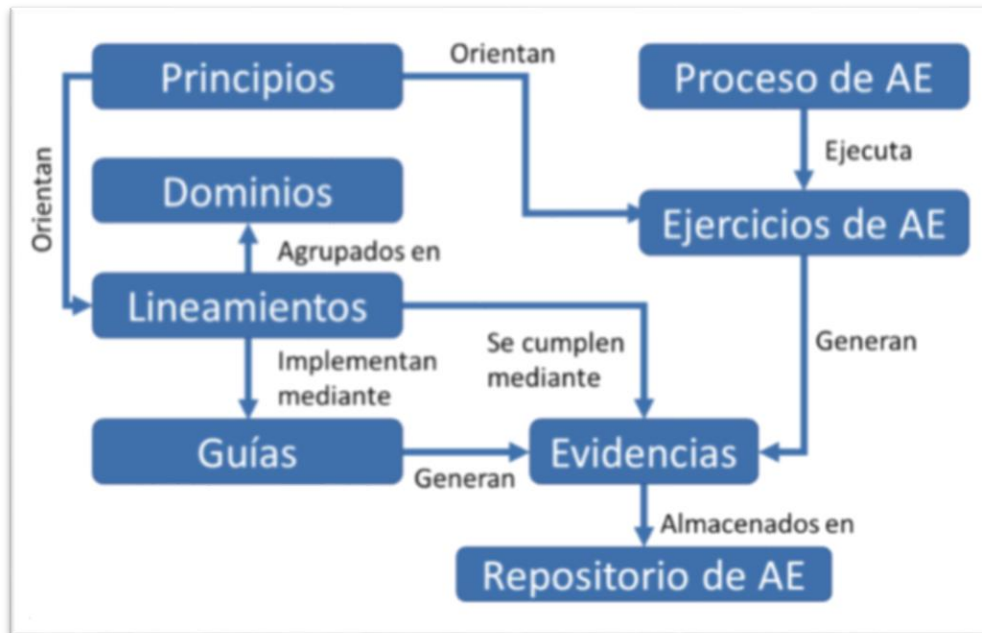 Principios
Orientan
Proceso de AE
Ejecuta
Orientan
Dominios
Ejercicios de AE
Agrupados en
Lineamientos
Implementan
mediante
Se cumplen
mediante
Generan
Guías
Generan
Evidencias
Almacenados en
Repositorio de AE